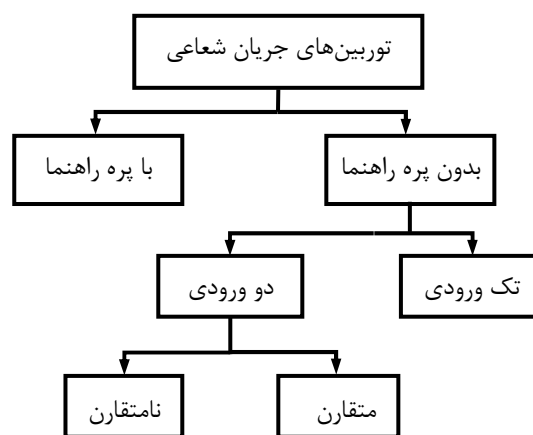 توربین‌های جریان شعاعی
بدون پره راهنما
با پره راهنما
تک ورودی
دو ورودی
متقارن
نامتقارن